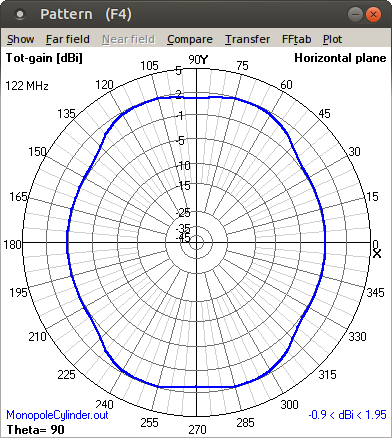 Pattern (F4)
Show Far field Near field Compare Transfer FFtab Plot
Tot-gain [dBi] Horizontal plane
122 MHz
5
2
-1
-5
-10
-15
-25
-35
-45
90 Y
105 75
120 60
135 45
150 30
165 15
180 0
X
195 345
210 330
225 315
240 300
255 285
270
MonopoleCylinder.out -0.9 < dBi < 1.95
Theta= 90